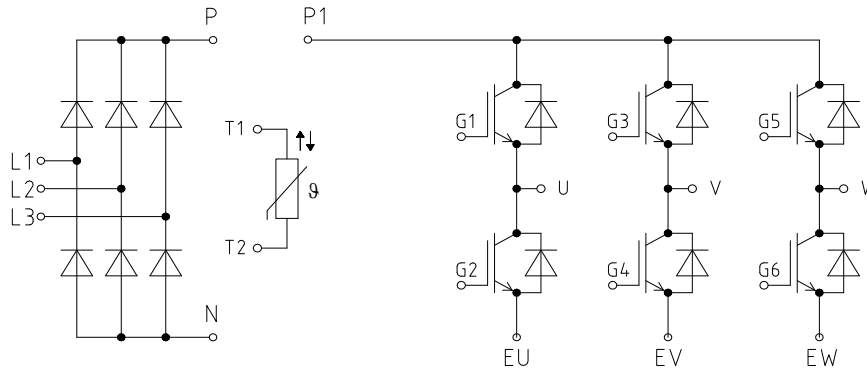 P P1
G1 G3 G5
T1
L1
L2 U V W
L3
ϑ
T2
G2 G4 G6
N
EU EV EW